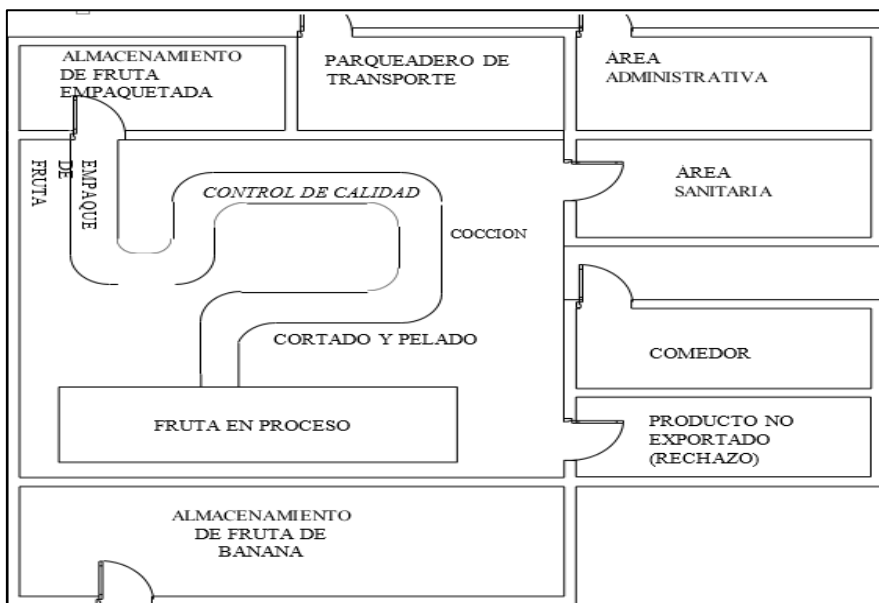 ALMACENAMIENTO
DE FRUTA
EMPAQUETADA
PARQUEADERO DE
TRANSPORTE
ÁREA
ADMINISTRATIVA
EMPAQUE
DE
FRUTA
CONTROL DE CALIDAD
ÁREA
SANITARIA
COCCION
CORTADO Y PELADO
COMEDOR
FRUTA EN PROCESO
PRODUCTO NO
EXPORTADO
(RECHAZO)
ALMACENAMIENTO
DE FRUTA DE
BANANA